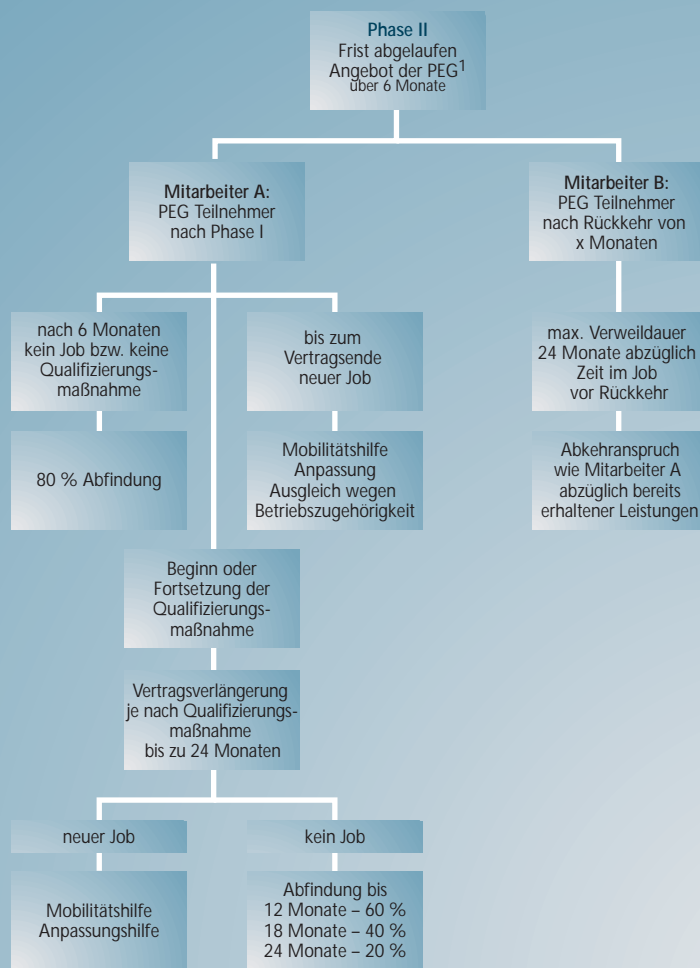 Phase II
Frist abgelaufen
Angebot der PEG1
über 6 Monate
Mitarbeiter A:
PEG Teilnehmer
nach Phase I
Mitarbeiter B:
PEG Teilnehmer
nach Rückkehr von
x Monaten
nach 6 Monaten
kein Job bzw. keine
Qualifizierungs-
maßnahme
bis zum
Vertragsende
neuer Job
max. Verweildauer
24 Monate abzüglich
Zeit im Job
vor Rückkehr
80 % Abfindung
Mobilitätshilfe
Anpassung
Ausgleich wegen
Betriebszugehörigkeit
Abkehranspruch
wie Mitarbeiter A
abzüglich bereits
erhaltener Leistungen
Beginn oder
Fortsetzung der
Qualifizierungs-
maßnahme
Vertragsverlängerung
je nach Qualifizierungs-
maßnahme
bis zu 24 Monaten
neuer Job
kein Job
Mobilitätshilfe
Anpassungshilfe
Abfindung bis
12 Monate – 60 %
18 Monate – 40 %
24 Monate – 20 %